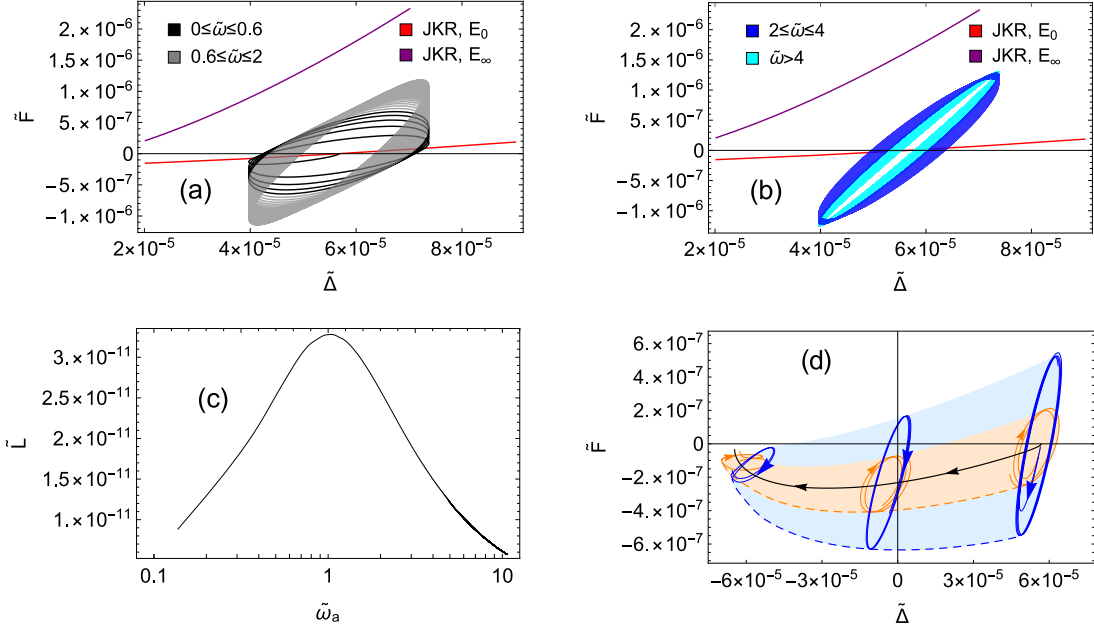 2.×10⁻⁶
1.5×10⁻⁶
1.×10⁻⁶
5.×10⁻⁷
0
−5.×10⁻⁷
−1.×10⁻⁶
F̃
0≤ω̃≤0.6
0.6≤ω̃≤2
JKR, E₀
JKR, E∞
(a)
2×10⁻⁵
4×10⁻⁵
6×10⁻⁵
8×10⁻⁵
Δ̃
2.×10⁻⁶
1.5×10⁻⁶
1.×10⁻⁶
5.×10⁻⁷
0
−5.×10⁻⁷
−1.×10⁻⁶
F̃
2≤ω̃≤4
ω̃>4
JKR, E₀
JKR, E∞
(b)
2×10⁻⁵
4×10⁻⁵
6×10⁻⁵
8×10⁻⁵
Δ̃
3.×10⁻¹¹
2.5×10⁻¹¹
2.×10⁻¹¹
1.5×10⁻¹¹
1.×10⁻¹¹
L̃
(c)
0.1
1
10
ω̃ₐ
6.×10⁻⁷
4.×10⁻⁷
2.×10⁻⁷
0
−2.×10⁻⁷
−4.×10⁻⁷
−6.×10⁻⁷
F̃
(d)
−6×10⁻⁵
−3×10⁻⁵
0
3×10⁻⁵
6×10⁻⁵
Δ̃